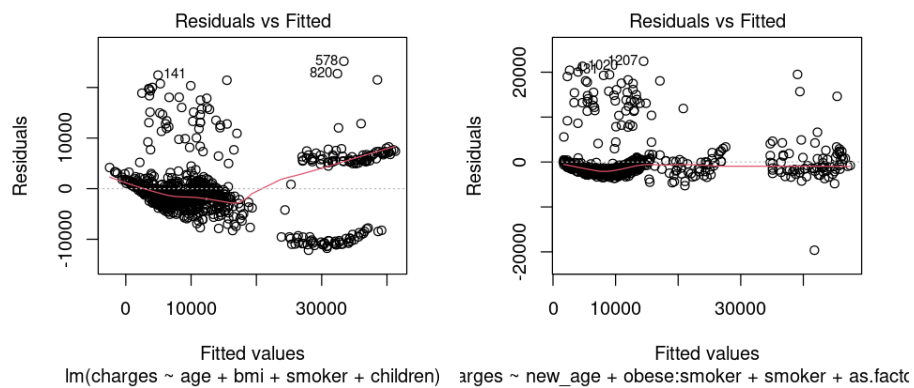 Residuals vs Fitted
141
578
820
Residuals
-10000
0
10000
0
10000
30000
Fitted values
lm(charges ~ age + bmi + smoker + children)
Residuals vs Fitted
1020
1207
Residuals
-20000
0
20000
0
10000
30000
Fitted values
arges ~ new_age + obese:smoker + smoker + as.facto